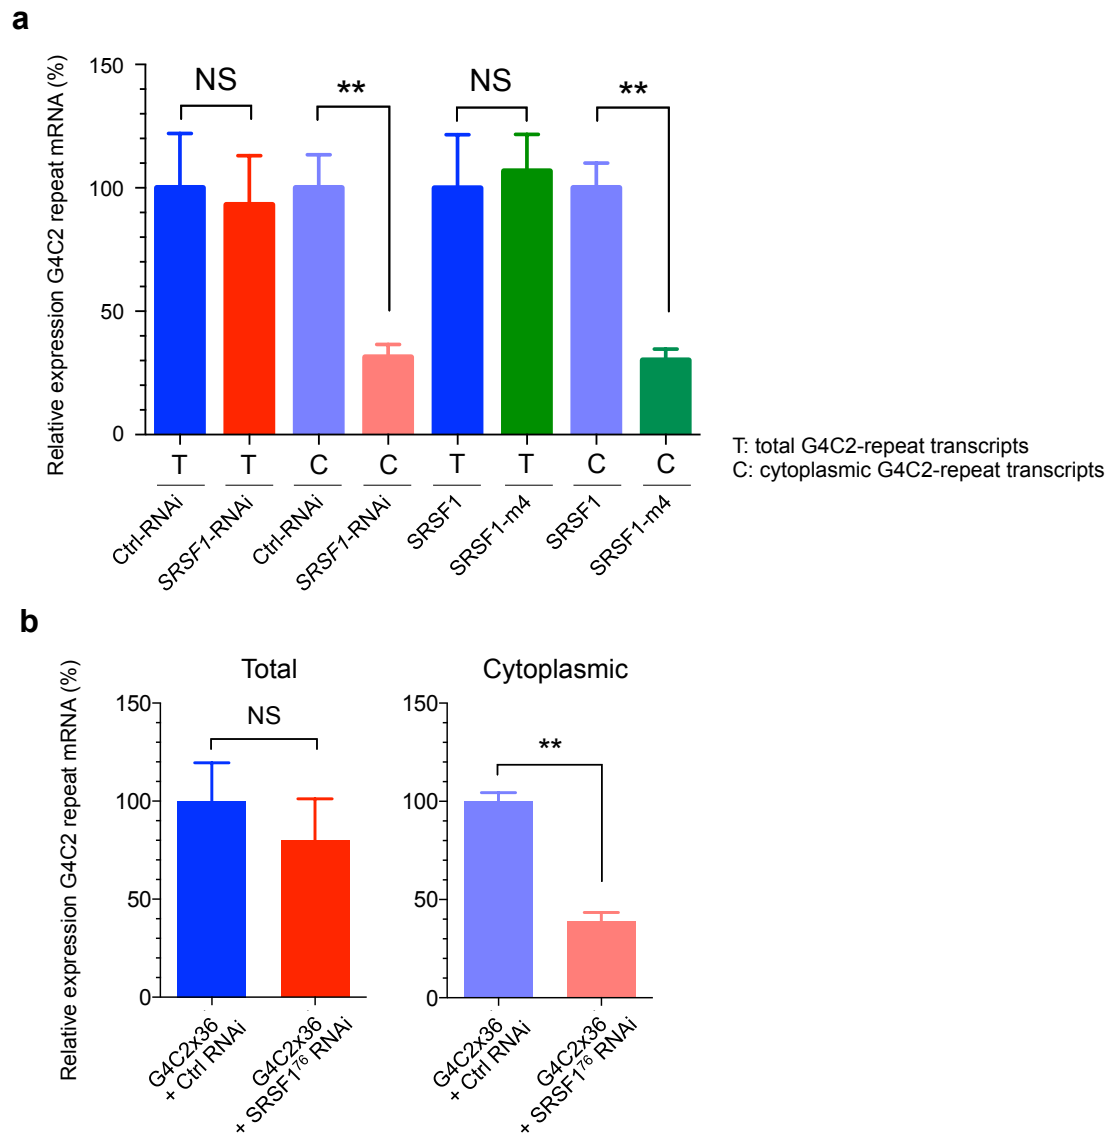 a
Relative expression G4C2 repeat mRNA (%)
150
100
50
0
NS
**
NS
**
T T C C T T C C
Ctrl-RNAi
SRSF1-RNAi
Ctrl-RNAi
SRSF1-RNAi
SRSF1
SRSF1-m4
SRSF1
SRSF1-m4
T: total G4C2-repeat transcripts
C: cytoplasmic G4C2-repeat transcripts
b
Relative expression G4C2 repeat mRNA (%)
Total
150
100
50
0
NS
G4C2x36
+ Ctrl RNAi
G4C2x36
+ SRSF1⁷⁶ RNAi
Cytoplasmic
150
100
50
0
**
G4C2x36
+ Ctrl RNAi
G4C2x36
+ SRSF1⁷⁶ RNAi